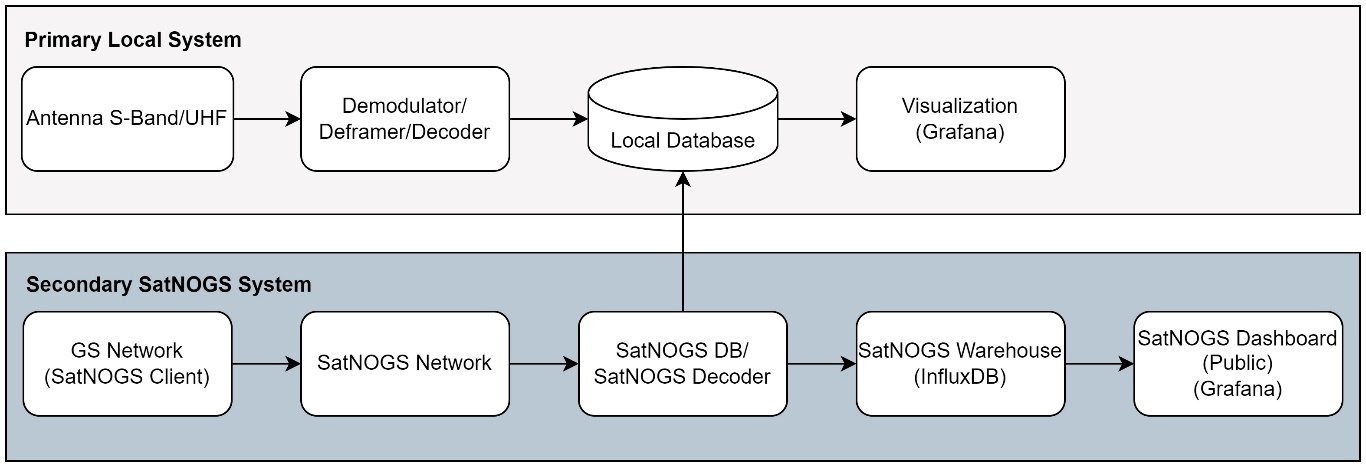 Primary Local System
Antenna S-Band/UHF
Demodulator/
Deframer/Decoder
Local Database
Visualization
(Grafana)
Secondary SatNOGS System
GS Network
(SatNOGS Client)
SatNOGS Network
SatNOGS DB/
SatNOGS Decoder
SatNOGS Warehouse
(InfluxDB)
SatNOGS Dashboard
(Public)
(Grafana)